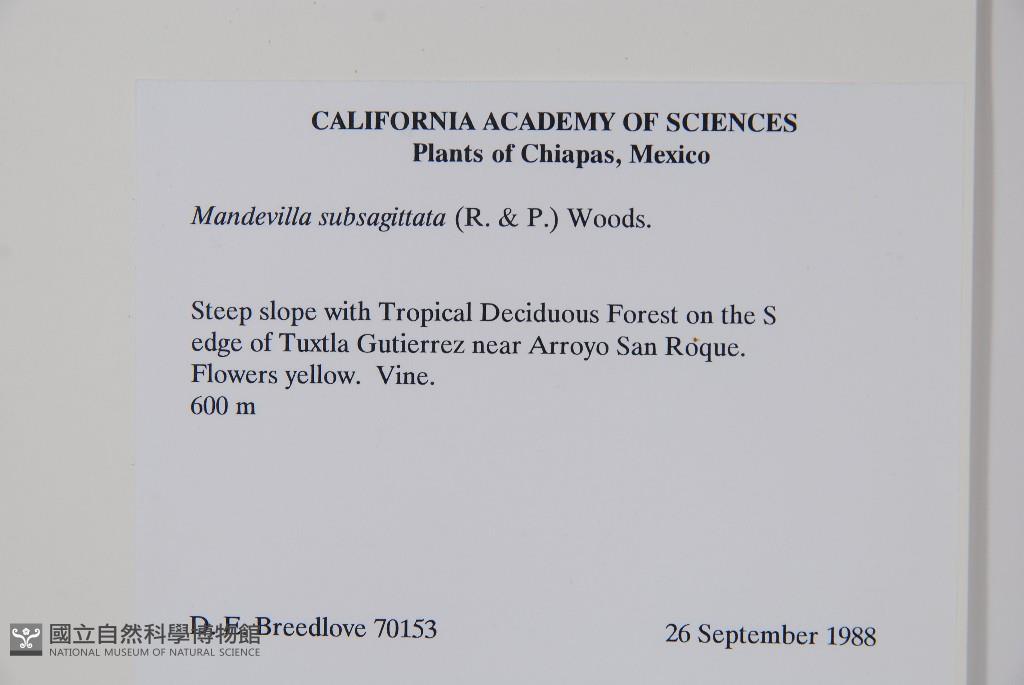 CALIFORNIA ACADEMY OF SCIENCES
Plants of Chiapas, Mexico
Mandevilla subsagittata (R. & P.) Woods.
Steep slope with Tropical Deciduous Forest on the S
edge of Tuxtla Gutierrez near Arroyo San Roque.
Flowers yellow. Vine.
600 m
D. E. Breedlove 70153
26 September 1988
國立自然科學博物館
NATIONAL MUSEUM OF NATURAL SCIENCE